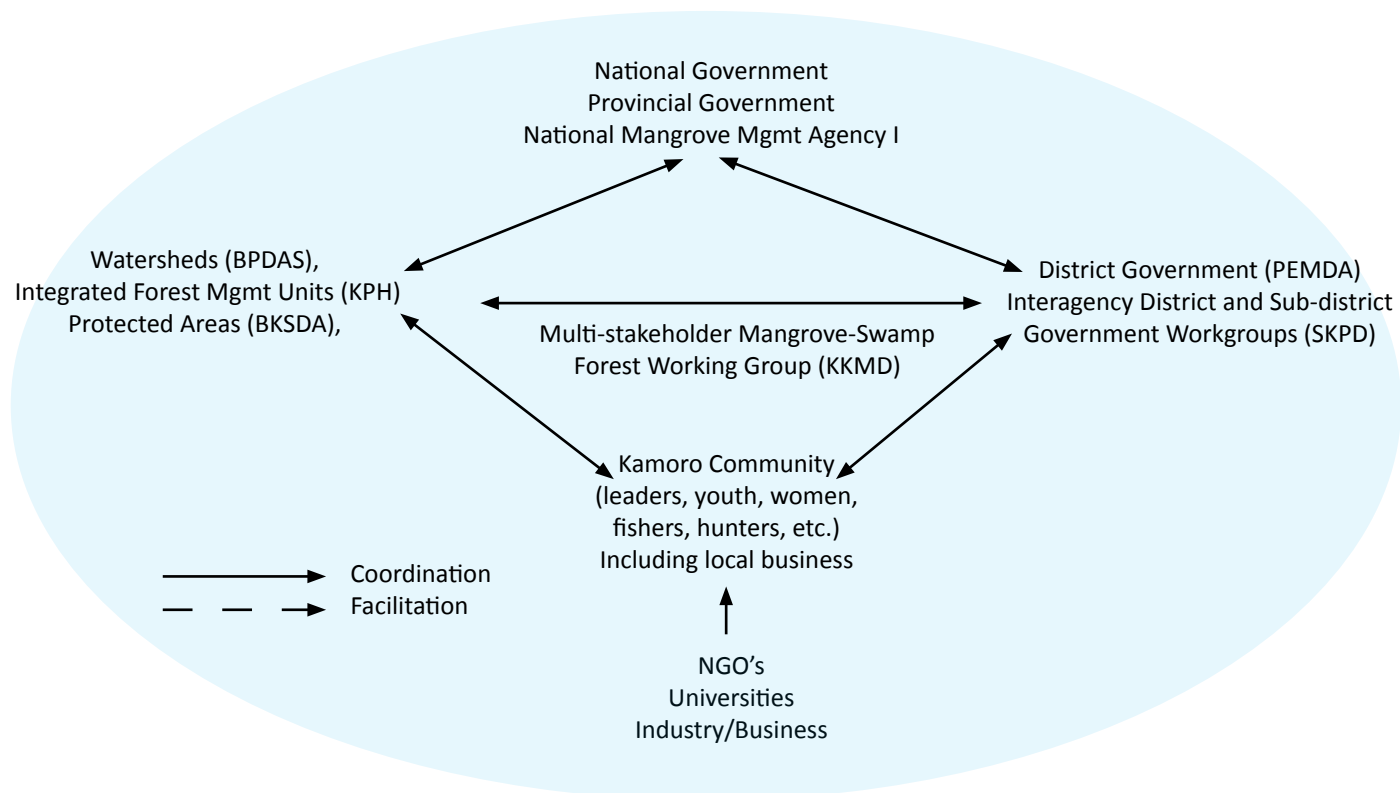 National Government
Provincial Government
National Mangrove Mgmt Agency I
Watersheds (BPDAS),
Integrated Forest Mgmt Units (KPH)
Protected Areas (BKSDA),
District Government (PEMDA)
Interagency District and Sub-district
Government Workgroups (SKPD)
Multi-stakeholder Mangrove-Swamp
Forest Working Group (KKMD)
Kamoro Community
(leaders, youth, women,
fishers, hunters, etc.)
Including local business
Coordination
Facilitation
NGO's
Universities
Industry/Business